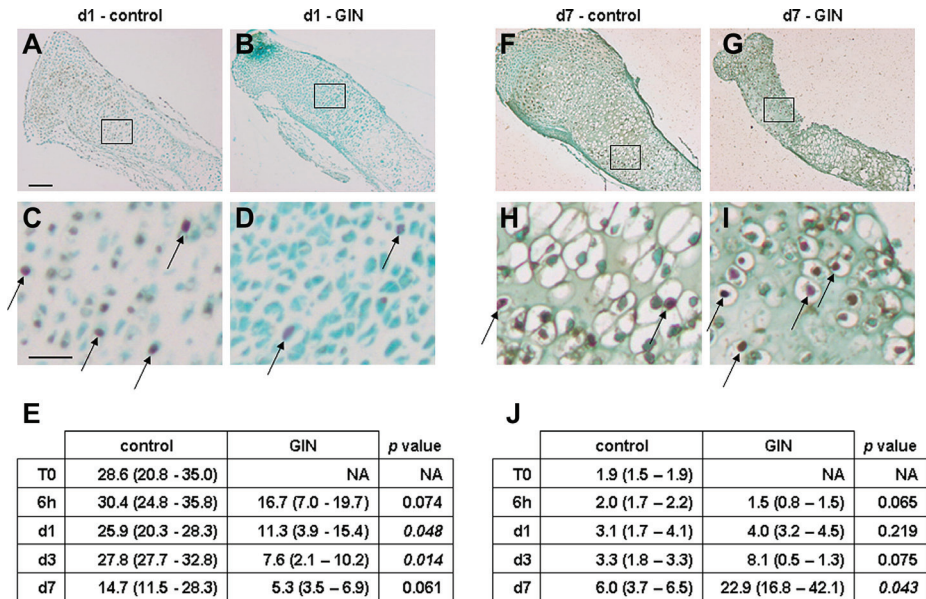 d1 - control d1 - GIN d7 - control d7 - GIN
A B F G
C D H I
E
control GIN p value
T0 28.6 (20.8 - 35.0) NA NA
6h 30.4 (24.8 - 35.8) 16.7 (7.0 - 19.7) 0.074
d1 25.9 (20.3 - 28.3) 11.3 (3.9 - 15.4) 0.048
d3 27.8 (27.7 - 32.8) 7.6 (2.1 – 10.2) 0.014
d7 14.7 (11.5 - 28.3) 5.3 (3.5 – 6.9) 0.061
J
control GIN p value
T0 1.9 (1.5 – 1.9) NA NA
6h 2.0 (1.7 – 2.2) 1.5 (0.8 – 1.5) 0.065
d1 3.1 (1.7 – 4.1) 4.0 (3.2 – 4.5) 0.219
d3 3.3 (1.8 – 3.3) 8.1 (0.5 – 1.3) 0.075
d7 6.0 (3.7 – 6.5) 22.9 (16.8 – 42.1) 0.043